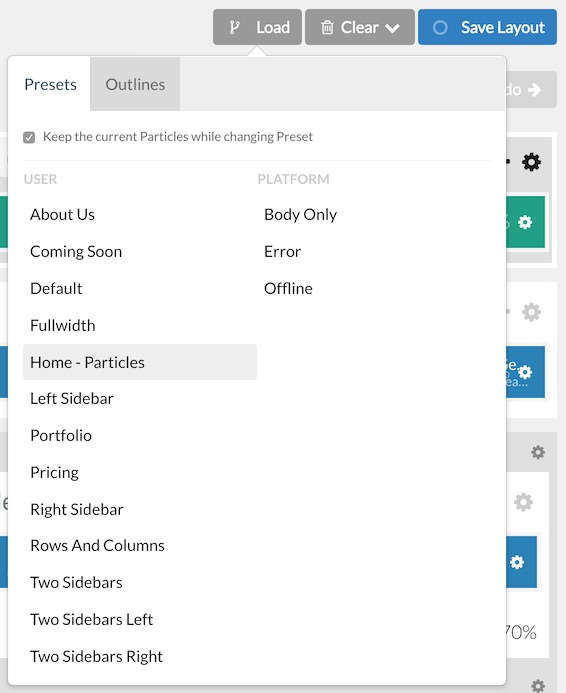 Load
Clear
Save Layout
Presets
Outlines
do
Keep the current Particles while changing Preset
USER
PLATFORM
About Us
Body Only
Coming Soon
Error
Default
Offline
Fullwidth
Home - Particles
Left Sidebar
Portfolio
Pricing
Right Sidebar
Rows And Columns
Two Sidebars
Two Sidebars Left
70%
Two Sidebars Right